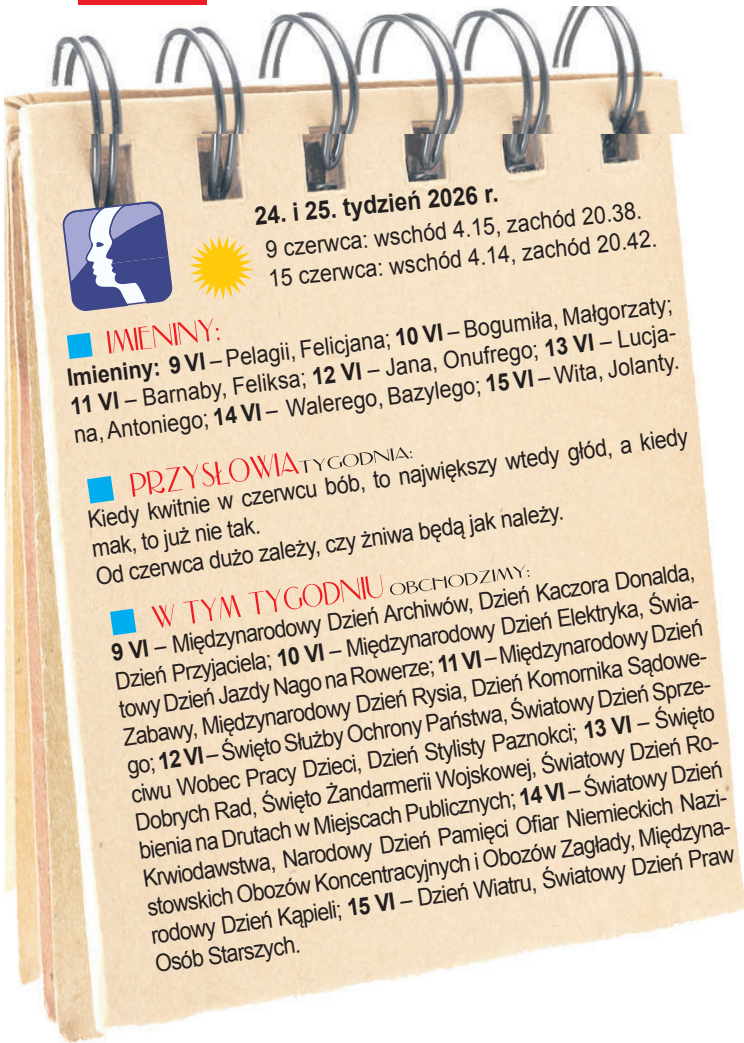 24. i 25. tydzień 2026 r.
9 czerwca: wschód 4.15, zachód 20.38.
15 czerwca: wschód 4.14, zachód 20.42.
IMIENINY:
Imieniny: 9 VI – Pelagii, Felicjana; 10 VI – Bogumiła, Małgorzaty;
11 VI – Barnaby, Feliksa; 12 VI – Jana, Onufrego; 13 VI – Lucja-
na, Antoniego; 14 VI – Walerego, Bazylego; 15 VI – Wita, Jolanty.
PRZYSŁOWIA TYGODNIA:
Kiedy kwitnie w czerwcu bób, to największy wtedy głód, a kiedy
mak, to już nie tak.
Od czerwca dużo zależy, czy żniwa będą jak należy.
W TYM TYGODNIU OBCHODZIMY:
9 VI – Międzynarodowy Dzień Archiwów, Dzień Kaczora Donalda,
Dzień Przyjaciela; 10 VI – Międzynarodowy Dzień Elektryka, Świa-
towy Dzień Jazdy Nago na Rowerze; 11 VI – Międzynarodowy Dzień
Zabawy, Międzynarodowy Dzień Rysia, Dzień Komornika Sądowe-
go; 12 VI – Święto Służby Ochrony Państwa, Światowy Dzień Sprze-
ciwu Wobec Pracy Dzieci, Dzień Stylisty Paznokci; 13 VI – Święto
Dobrych Rad, Święto Żandarmerii Wojskowej, Światowy Dzień Ro-
bienia na Drutach w Miejscach Publicznych; 14 VI – Światowy Dzień
Krwiodawstwa, Narodowy Dzień Pamięci Ofiar Niemieckich Nazi-
stowskich Obozów Koncentracyjnych i Obozów Zagłady, Międzyna-
rodowy Dzień Kąpieli; 15 VI – Dzień Wiatru, Światowy Dzień Praw
Osób Starszych.